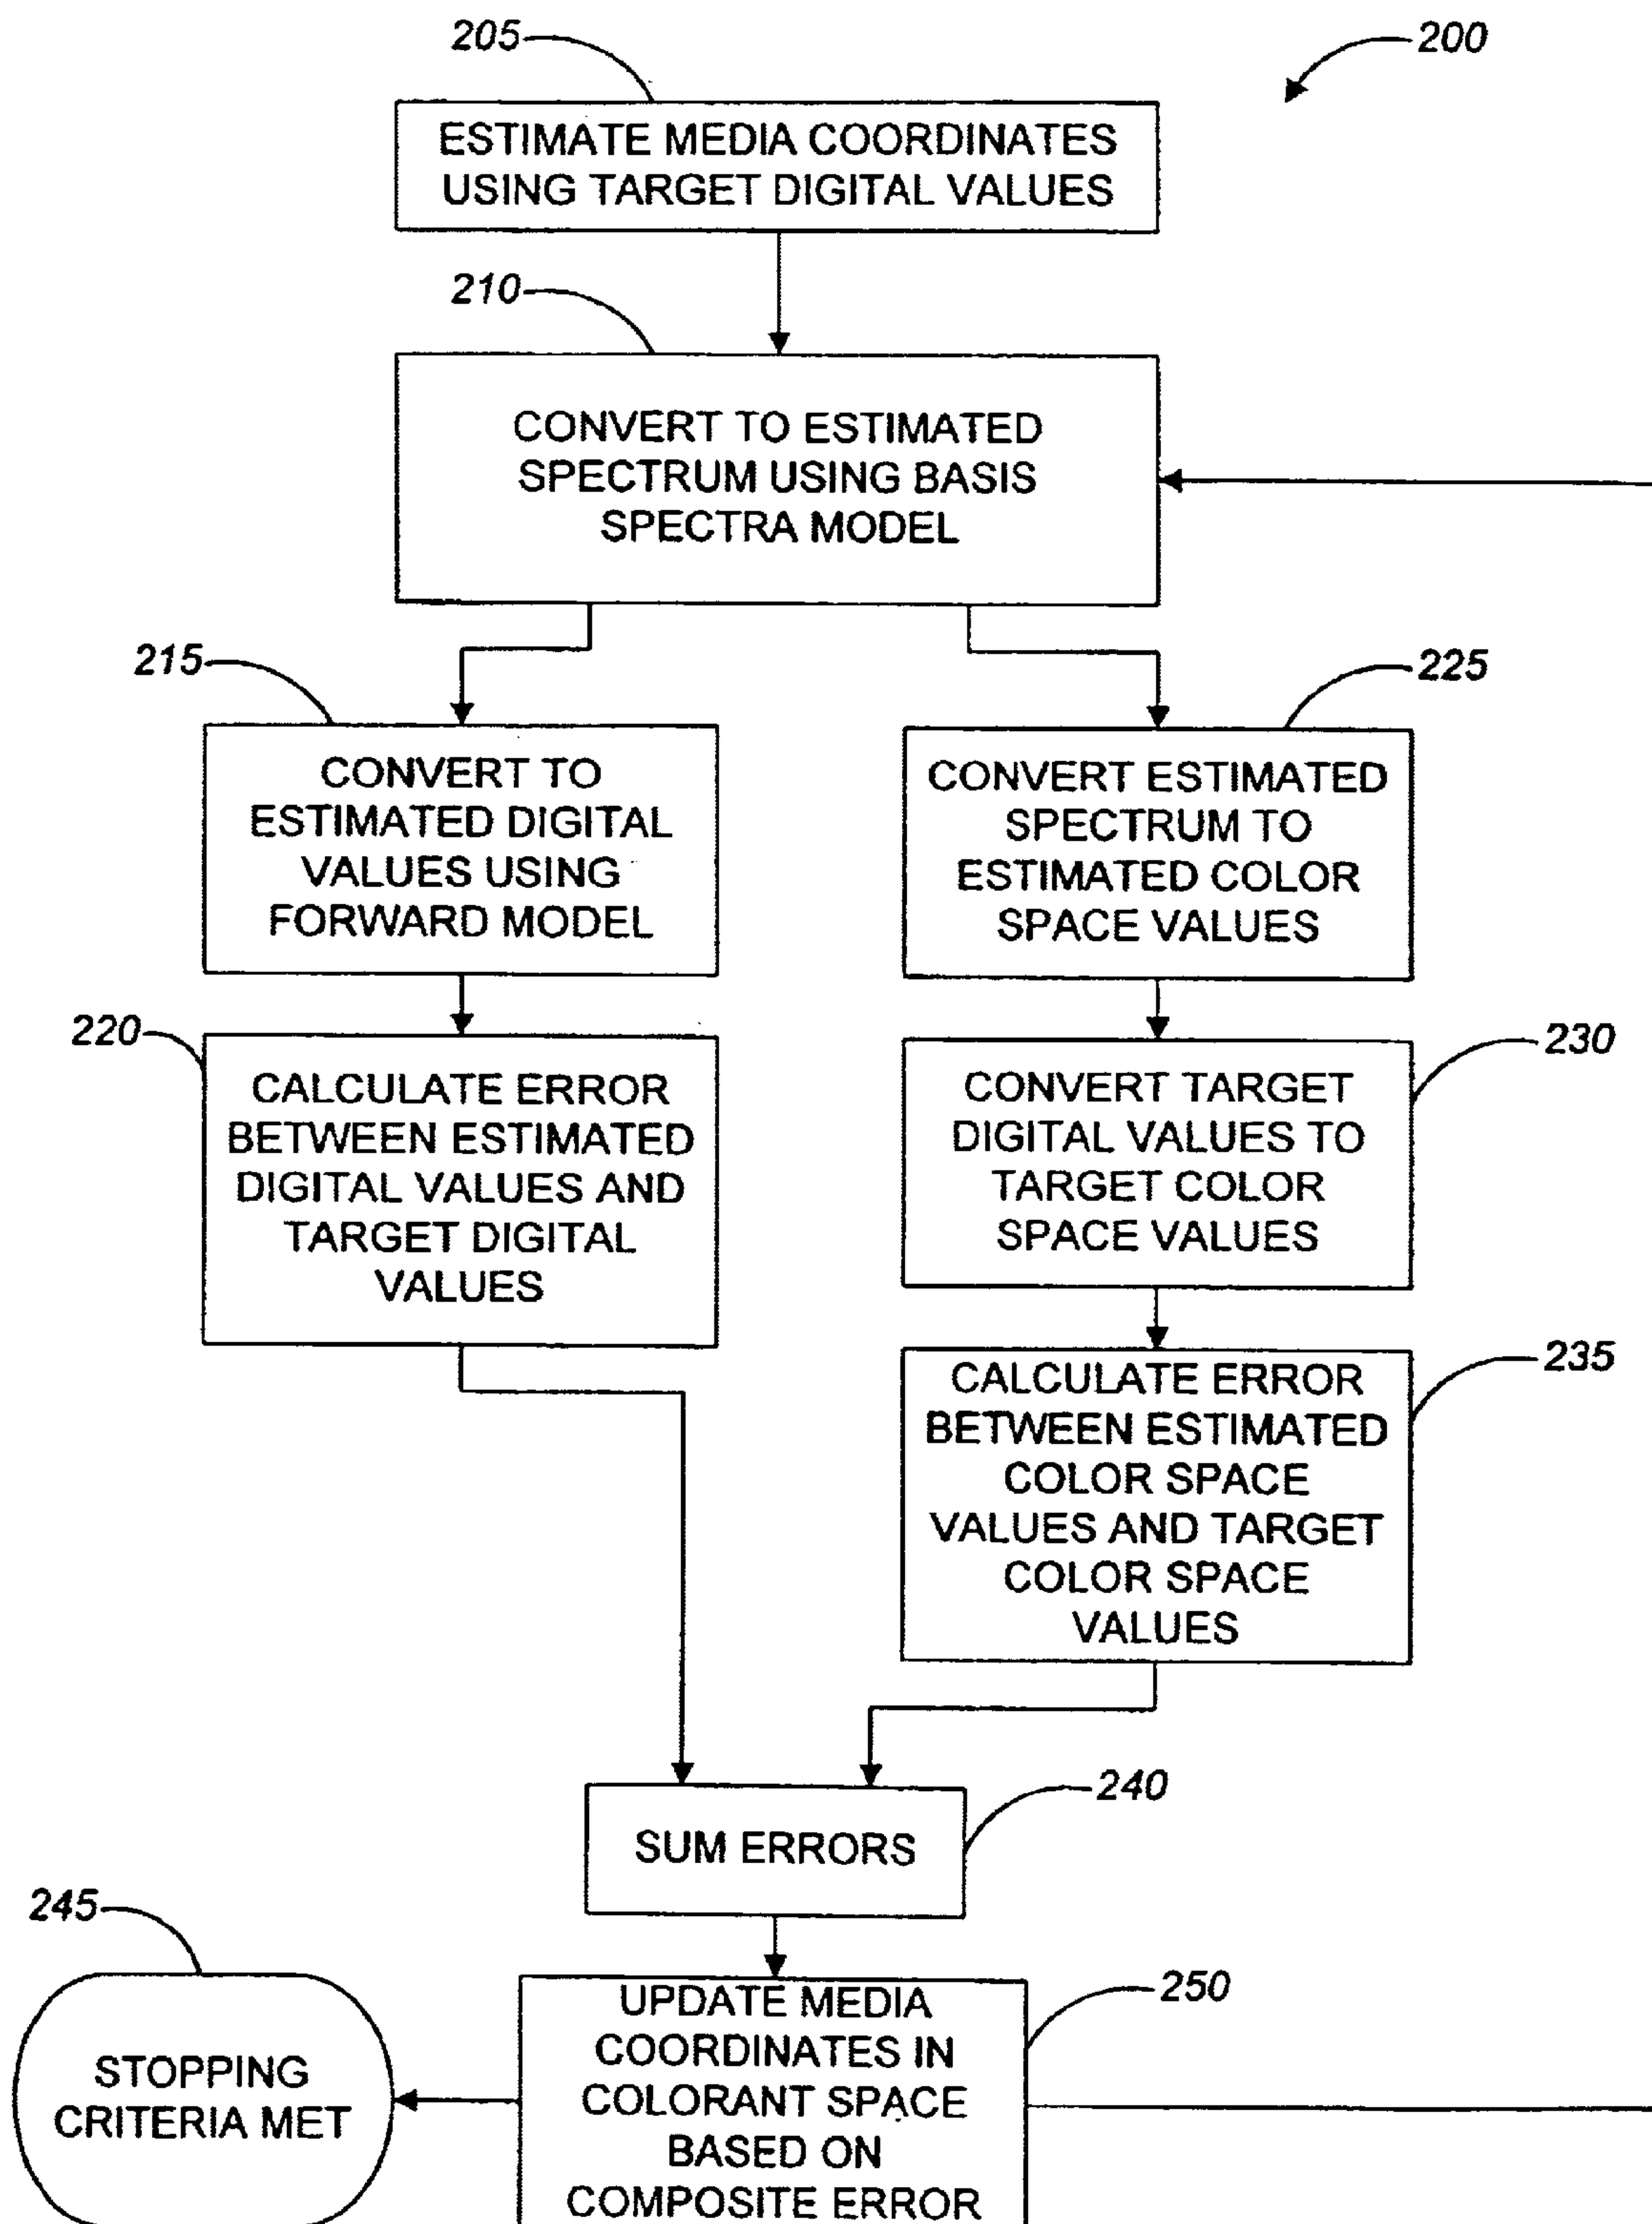 205
200
ESTIMATE MEDIA COORDINATES
USING TARGET DIGITAL VALUES
210
CONVERT TO ESTIMATED
SPECTRUM USING BASIS
SPECTRA MODEL
215
CONVERT TO
ESTIMATED DIGITAL
VALUES USING
FORWARD MODEL
225
CONVERT ESTIMATED
SPECTRUM TO
ESTIMATED COLOR
SPACE VALUES
220
CALCULATE ERROR
BETWEEN ESTIMATED
DIGITAL VALUES AND
TARGET DIGITAL
VALUES
230
CONVERT TARGET
DIGITAL VALUES TO
TARGET COLOR
SPACE VALUES
235
CALCULATE ERROR
BETWEEN ESTIMATED
COLOR SPACE
VALUES AND TARGET
COLOR SPACE
VALUES
240
SUM ERRORS
245
STOPPING
CRITERIA MET
250
UPDATE MEDIA
COORDINATES IN
COLORANT SPACE
BASED ON
COMPOSITE ERROR